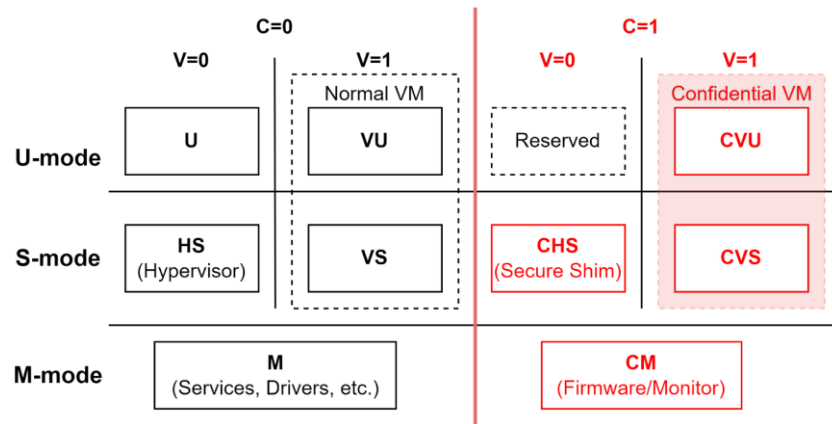 C=0
C=1
V=0
V=1
V=0
V=1
Normal VM
Confidential VM
U-mode
U
VU
Reserved
CVU
S-mode
HS
(Hypervisor)
VS
CHS
(Secure Shim)
CVS
M-mode
M
(Services, Drivers, etc.)
CM
(Firmware/Monitor)